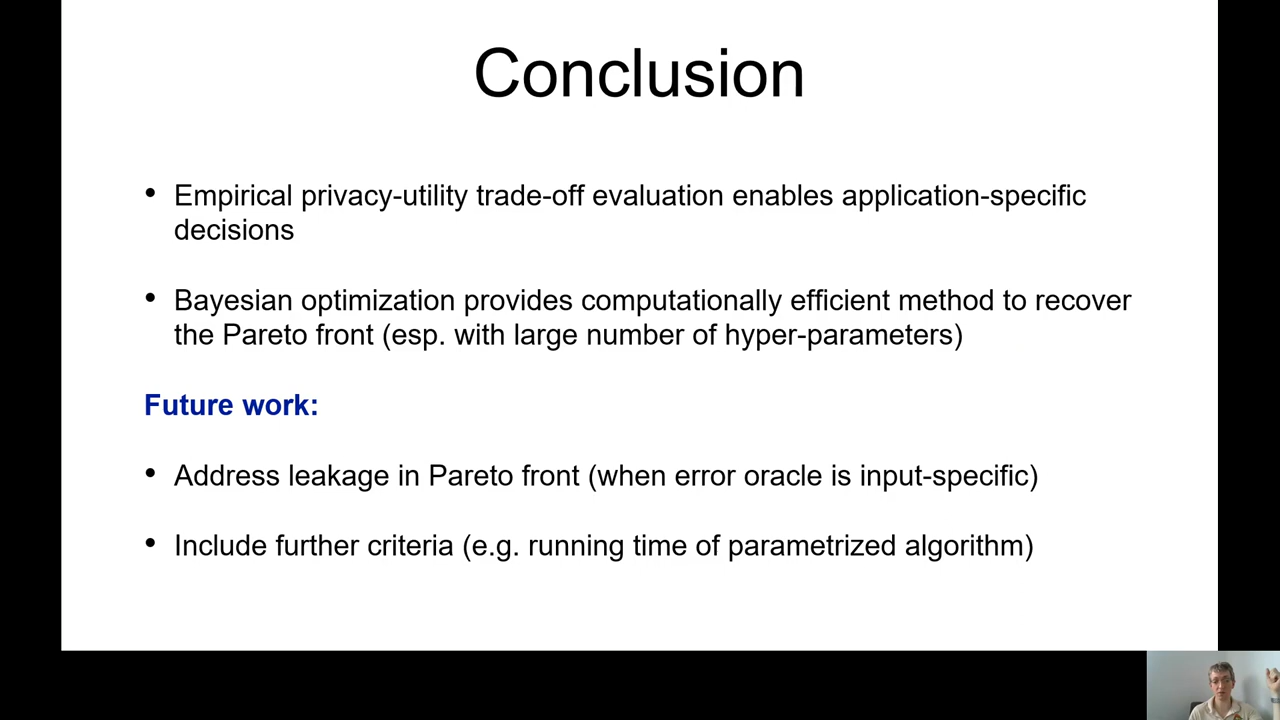 Conclusion
• Empirical privacy-utility trade-off evaluation enables application-specific
decisions
• Bayesian optimization provides computationally efficient method to recover
the Pareto front (esp. with large number of hyper-parameters)
Future work:
• Address leakage in Pareto front (when error oracle is input-specific)
• Include further criteria (e.g. running time of parametrized algorithm)